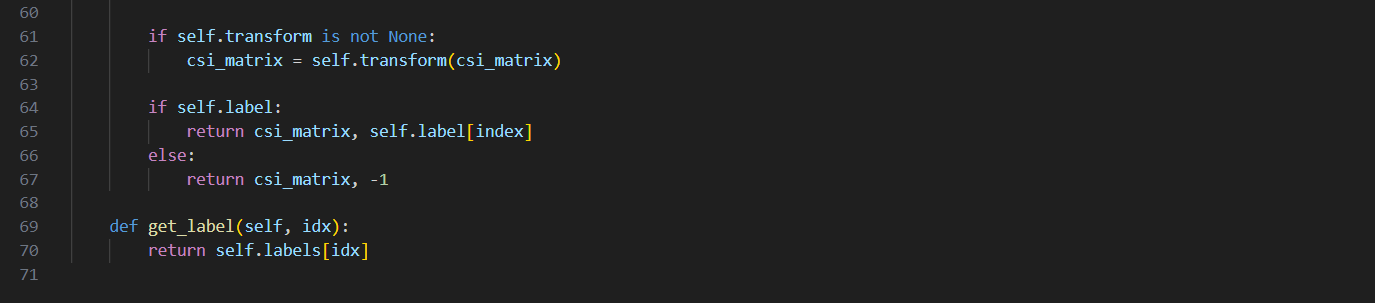 60
61 if self.transform is not None:
62 csi_matrix = self.transform(csi_matrix)
63
64 if self.label:
65 return csi_matrix, self.label[index]
66 else:
67 return csi_matrix, -1
68
69 def get_label(self, idx):
70 return self.labels[idx]
71